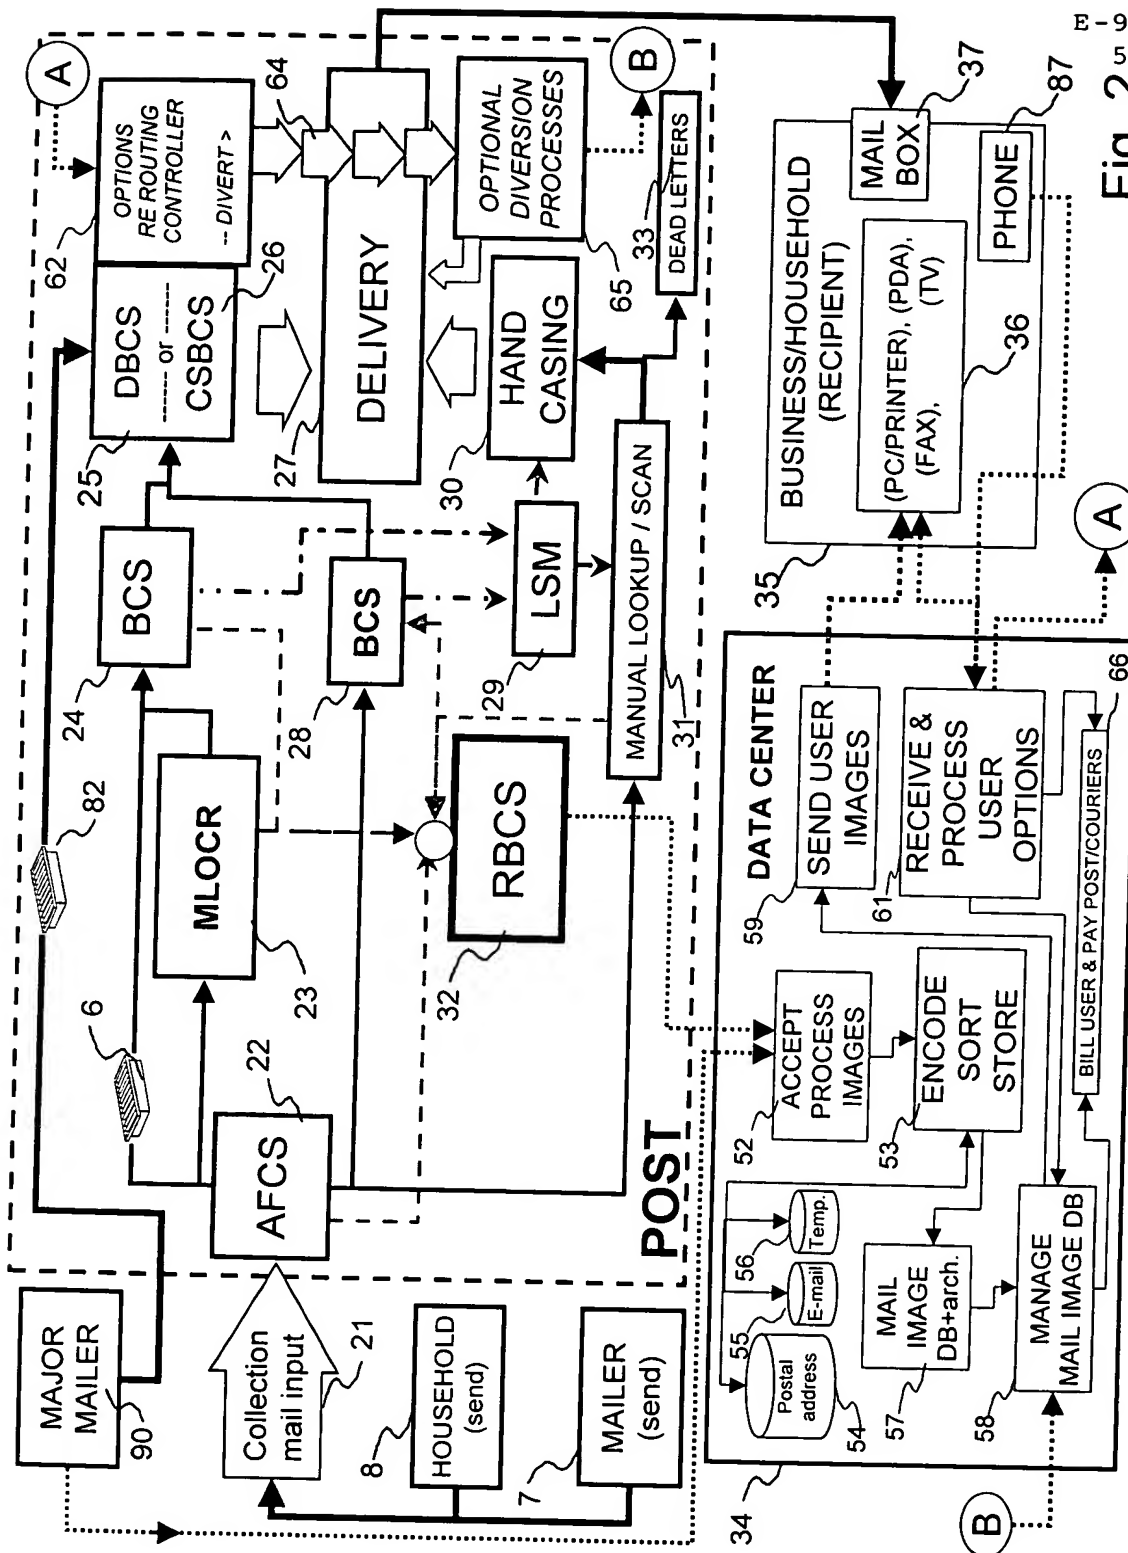 E-9
5
Fig. 2
A
62
OPTIONS
RE ROUTING
CONTROLLER
-- DIVERT >
64
82
25
DBCS
------ or ------
CSBCS
26
27
DELIVERY
OPTIONAL
DIVERSION
PROCESSES
65
B
33
DEAD LETTERS
24
BCS
30
HAND
CASING
28
BCS
29
LSM
6
MLOCR
23
32
RBCS
MANUAL LOOKUP / SCAN
31
22
AFCS
POST
MAJOR
MAILER
90
Collection
mail input
21
8
HOUSEHOLD
(send)
7
MAILER
(send)
35
BUSINESS/HOUSEHOLD
(RECIPIENT)
MAIL
BOX
37
(PC/PRINTER), (PDA),
(FAX),
(TV)
36
PHONE
87
A
34
DATA CENTER
59
SEND USER
IMAGES
61
RECEIVE &
PROCESS
USER
OPTIONS
66
BILL USER & PAY POST/COURIERS
52
ACCEPT
PROCESS
IMAGES
53
ENCODE
SORT
STORE
54
Postal
address
55
E-mail
56
Temp.
57
MAIL
IMAGE
DB+arch.
58
MANAGE
MAIL IMAGE DB
B